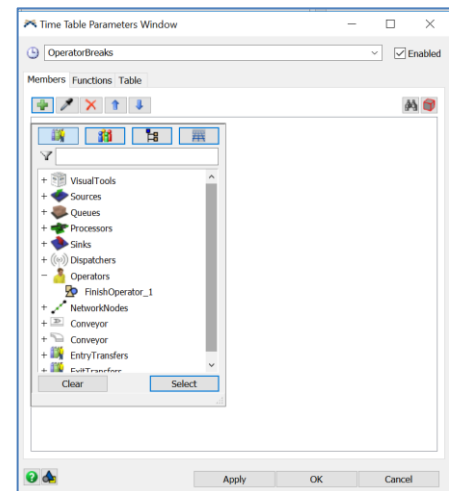 Time Table Parameters Window
OperatorBreaks
Enabled
Members Functions Table
+ VisualTools
+ Sources
+ Queues
+ Processors
+ Sinks
+ Dispatchers
− Operators
FinishOperator_1
+ NetworkNodes
+ Conveyor
+ Conveyor
+ EntryTransfers
+ ExitTransfers
Clear Select
Apply OK Cancel